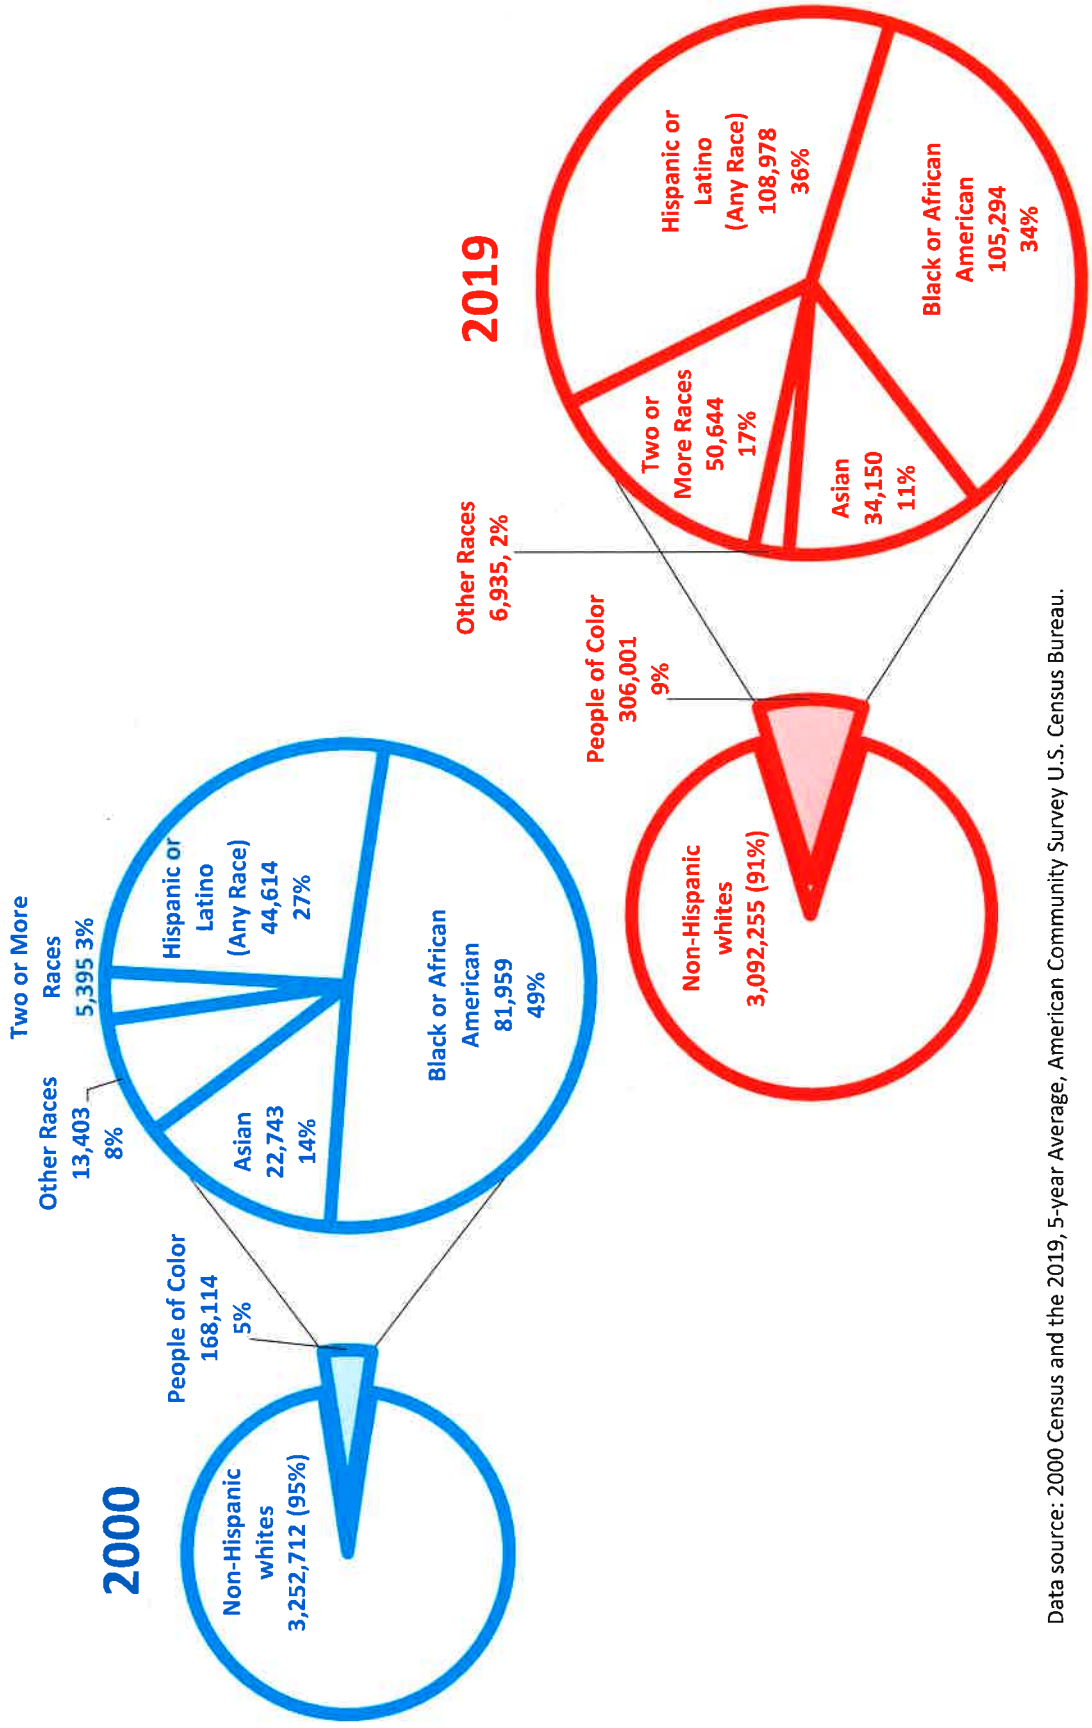 2000
Non-Hispanic
whites
3,252,712 (95%)
People of Color
168,114
5%
Other Races
13,403
8%
Two or More
Races
5,395 3%
Asian
22,743
14%
Hispanic or
Latino
(Any Race)
44,614
27%
Black or African
American
81,959
49%
2019
Non-Hispanic
whites
3,092,255 (91%)
People of Color
306,001
9%
Other Races
6,935, 2%
Two or
More Races
50,644
17%
Asian
34,150
11%
Hispanic or
Latino
(Any Race)
108,978
36%
Black or African
American
105,294
34%
Data source: 2000 Census and the 2019, 5-year Average, American Community Survey U.S. Census Bureau.